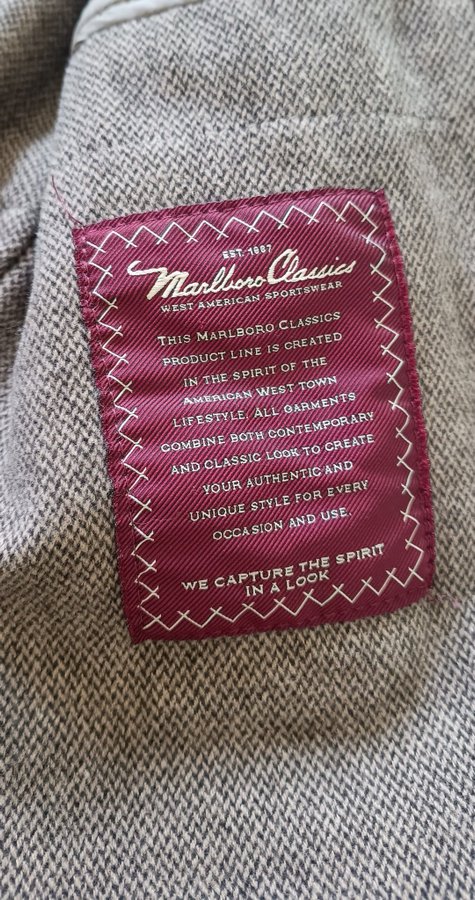 EST. 1987
Marlboro Classics
WEST AMERICAN SPORTSWEAR
THIS MARLBORO CLASSICS
PRODUCT LINE IS CREATED
IN THE SPIRIT OF THE
AMERICAN WEST TOWN
LIFESTYLE. ALL GARMENTS
COMBINE BOTH CONTEMPORARY
AND CLASSIC LOOK TO CREATE
YOUR AUTHENTIC AND
UNIQUE STYLE FOR EVERY
OCCASION AND USE.
WE CAPTURE THE SPIRIT
IN A LOOK